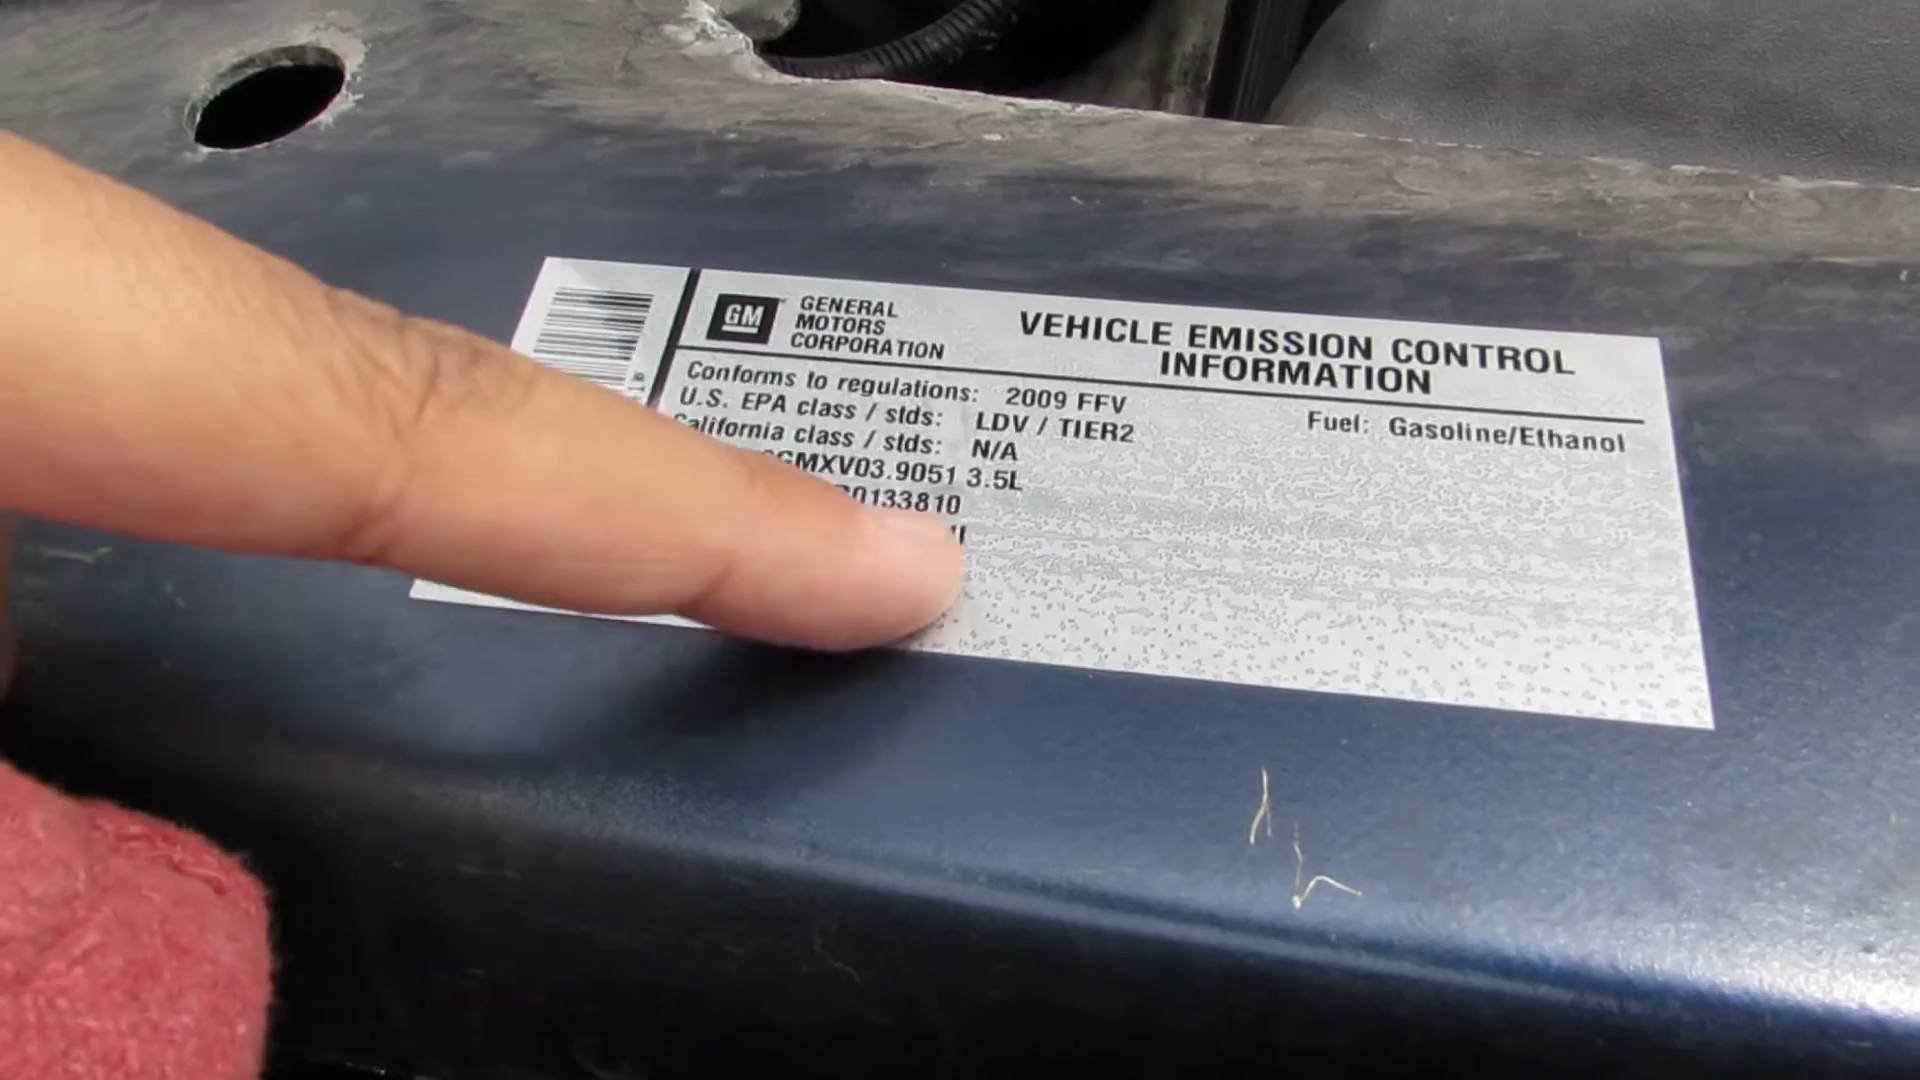 GM GENERAL MOTORS CORPORATION
VEHICLE EMISSION CONTROL
INFORMATION
Conforms to regulations: 2009 FFV
Fuel: Gasoline/Ethanol
U.S. EPA class / stds: LDV / TIER2
California class / stds: N/A
GMXV03.9051 3.5L
0133810